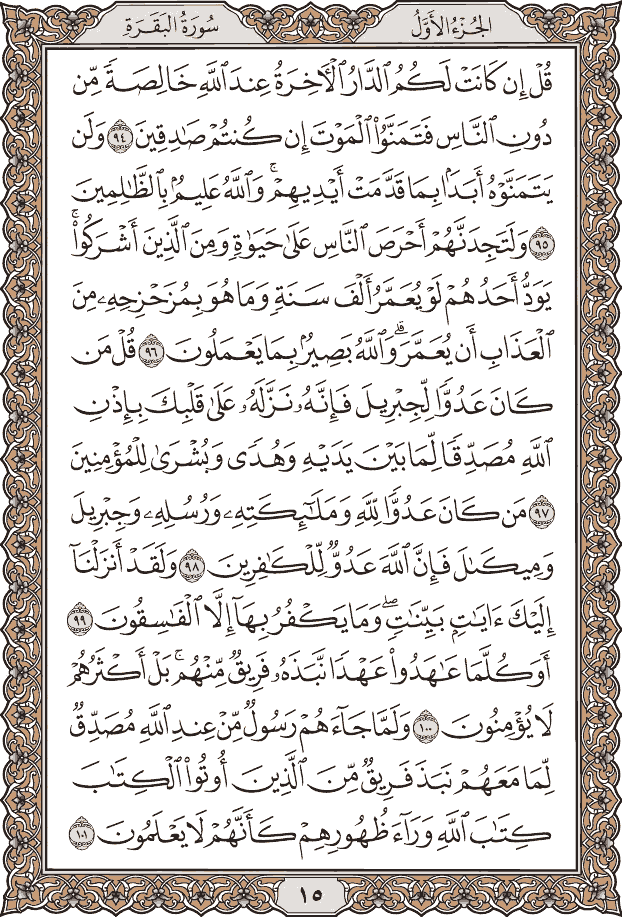 الجُزْءُ الأَوَّلُ
سُورَةُ البَقَرَةِ
قُلۡ إِن كَانَتۡ لَكُمُ ٱلدَّارُ ٱلۡأٓخِرَةُ عِندَ ٱللَّهِ خَالِصَةٗ مِّن
دُونِ ٱلنَّاسِ فَتَمَنَّوُاْ ٱلۡمَوۡتَ إِن كُنتُمۡ صَٰدِقِينَ ٩٤ وَلَن
يَتَمَنَّوۡهُ أَبَدَۢا بِمَا قَدَّمَتۡ أَيۡدِيهِمۡۚ وَٱللَّهُ عَلِيمُۢ بِٱلظَّٰلِمِينَ
٩٥ وَلَتَجِدَنَّهُمۡ أَحۡرَصَ ٱلنَّاسِ عَلَىٰ حَيَوٰةٖ وَمِنَ ٱلَّذِينَ أَشۡرَكُواْۚ
يَوَدُّ أَحَدُهُمۡ لَوۡ يُعَمَّرُ أَلۡفَ سَنَةٖ وَمَا هُوَ بِمُزَحۡزِحِهِۦ مِنَ
ٱلۡعَذَابِ أَن يُعَمَّرَۗ وَٱللَّهُ بَصِيرُۢ بِمَا يَعۡمَلُونَ ٩٦ قُلۡ مَن
كَانَ عَدُوّٗا لِّجِبۡرِيلَ فَإِنَّهُۥ نَزَّلَهُۥ عَلَىٰ قَلۡبِكَ بِإِذۡنِ
ٱللَّهِ مُصَدِّقٗا لِّمَا بَيۡنَ يَدَيۡهِ وَهُدٗى وَبُشۡرَىٰ لِلۡمُؤۡمِنِينَ
٩٧ مَن كَانَ عَدُوّٗا لِّلَّهِ وَمَلَٰٓئِكَتِهِۦ وَرُسُلِهِۦ وَجِبۡرِيلَ
وَمِيكَىٰلَ فَإِنَّ ٱللَّهَ عَدُوّٞ لِّلۡكَٰفِرِينَ ٩٨ وَلَقَدۡ أَنزَلۡنَآ
إِلَيۡكَ ءَايَٰتِۭ بَيِّنَٰتٖۖ وَمَا يَكۡفُرُ بِهَآ إِلَّا ٱلۡفَٰسِقُونَ ٩٩
أَوَكُلَّمَا عَٰهَدُواْ عَهۡدٗا نَّبَذَهُۥ فَرِيقٞ مِّنۡهُمۚ بَلۡ أَكۡثَرُهُمۡ
لَا يُؤۡمِنُونَ ١٠٠ وَلَمَّا جَآءَهُمۡ رَسُولٞ مِّنۡ عِندِ ٱللَّهِ مُصَدِّقٞ
لِّمَا مَعَهُمۡ نَبَذَ فَرِيقٞ مِّنَ ٱلَّذِينَ أُوتُواْ ٱلۡكِتَٰبَ
كِتَٰبَ ٱللَّهِ وَرَآءَ ظُهُورِهِمۡ كَأَنَّهُمۡ لَا يَعۡلَمُونَ ١٠١
١٥